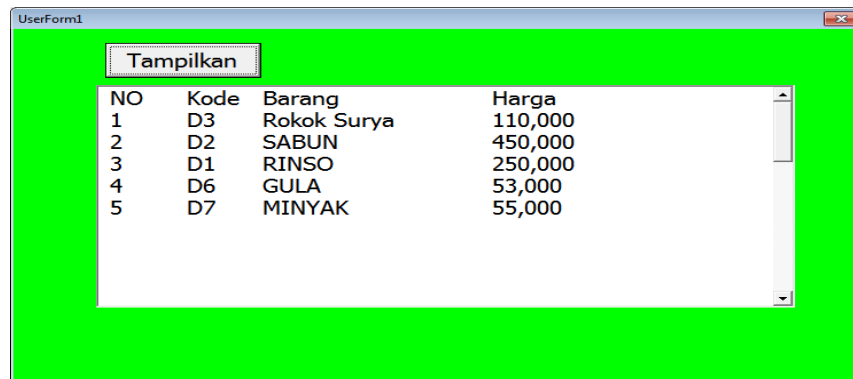 UserForm1
Tampilkan
NO Kode Barang Harga
1 D3 Rokok Surya 110,000
2 D2 SABUN 450,000
3 D1 RINSO 250,000
4 D6 GULA 53,000
5 D7 MINYAK 55,000